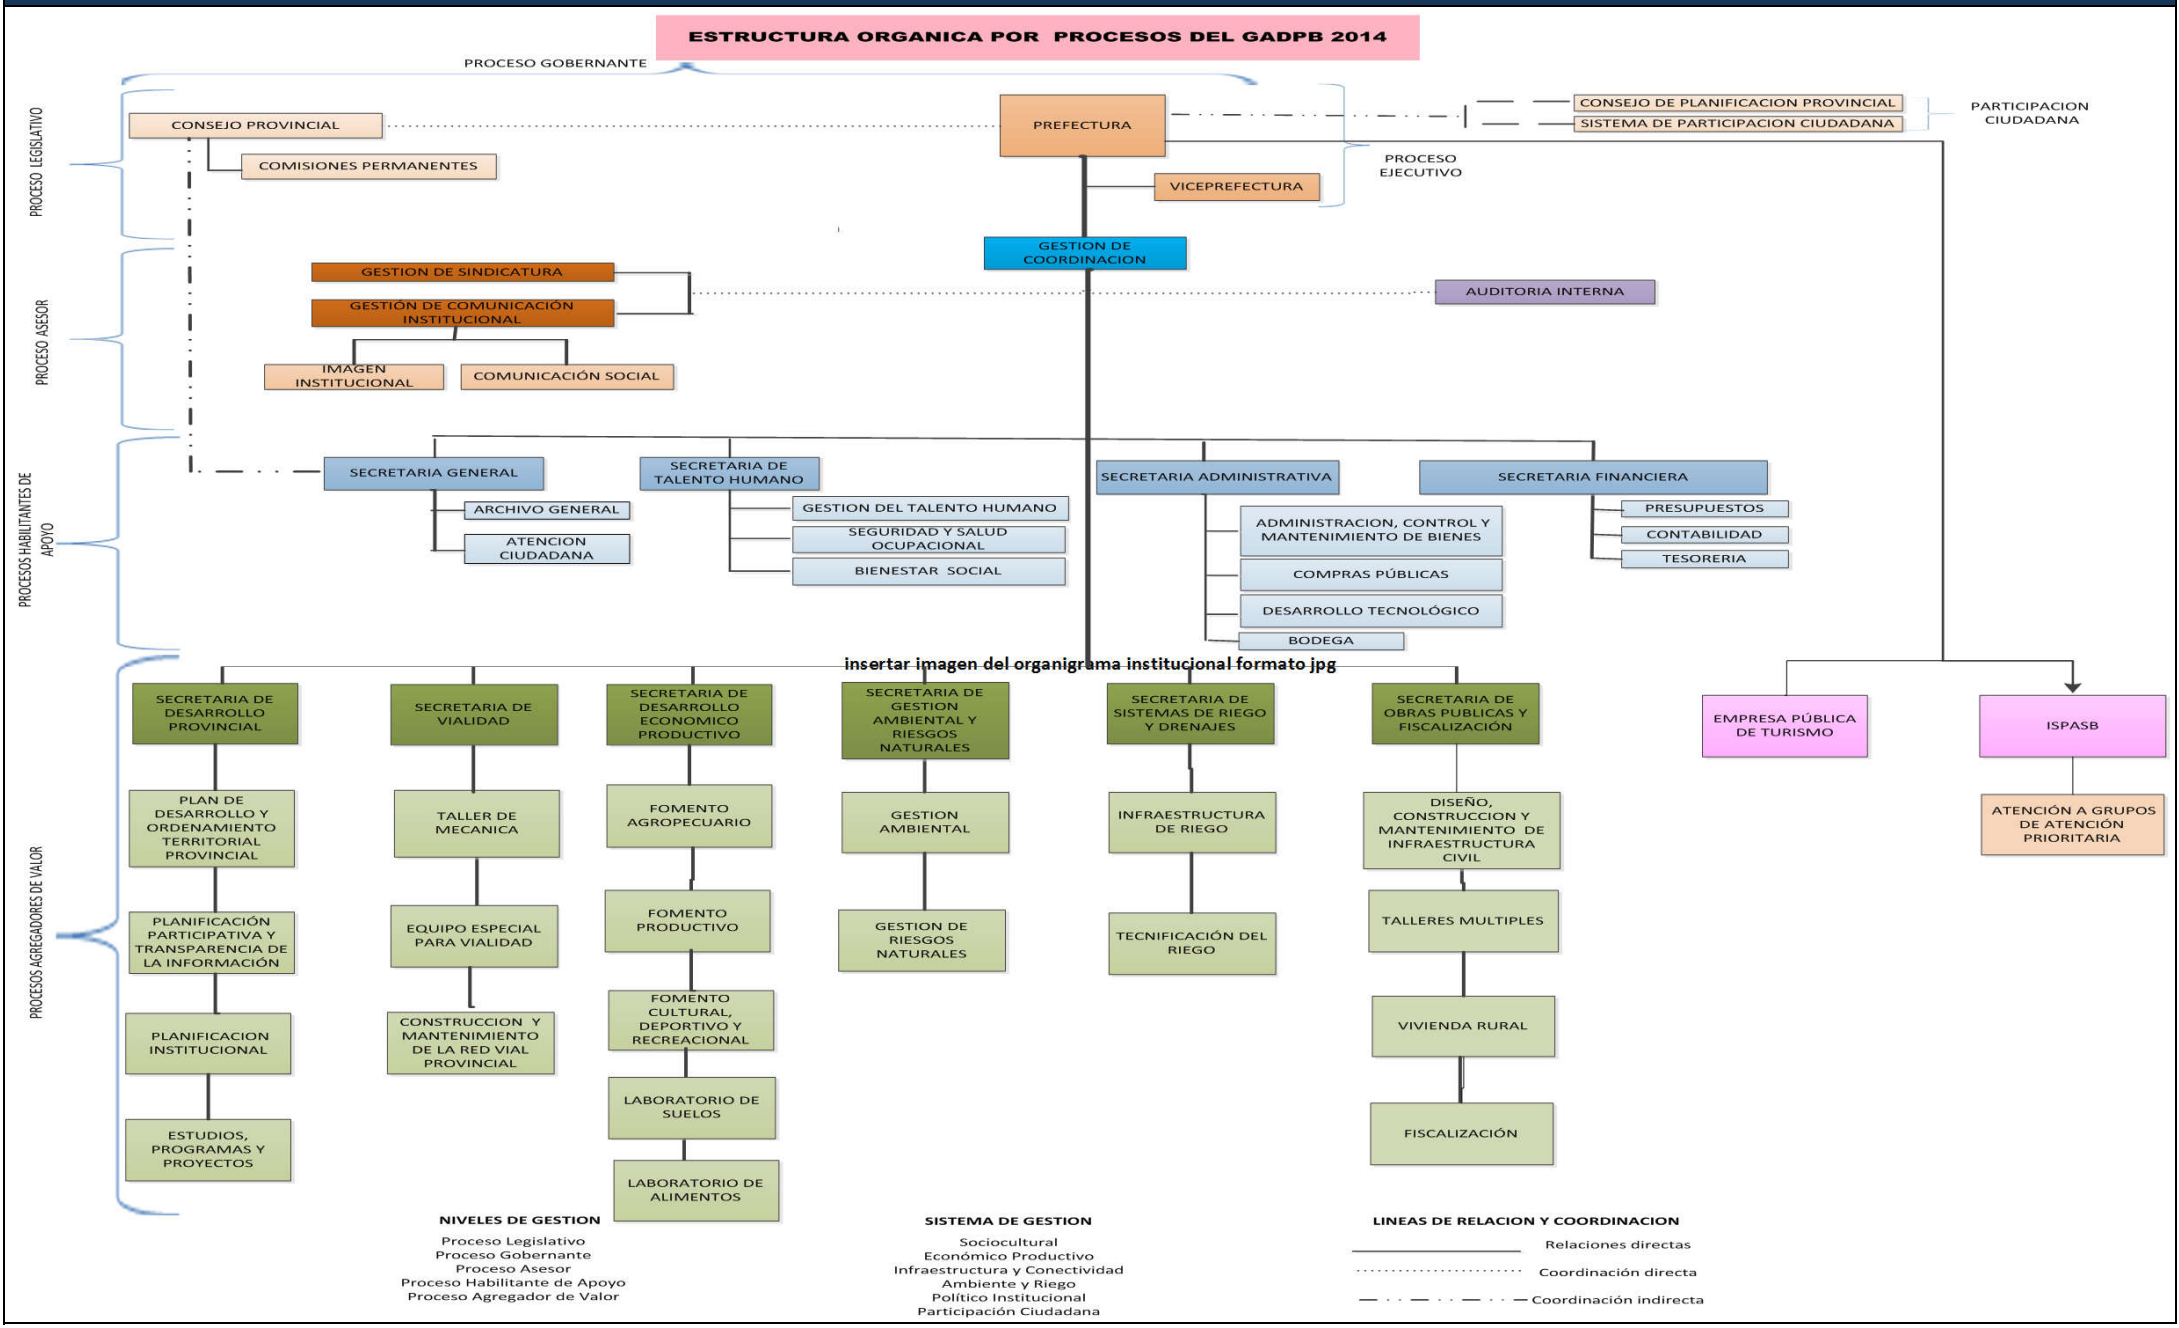 ESTRUCTURA ORGANICA POR PROCESOS DEL GADPB 2014
PROCESO GOBERNANTE
PROCESO LEGISLATIVO
CONSEJO PROVINCIAL
COMISIONES PERMANENTES
PREFECTURA
VICEPREFECTURA
PROCESO
EJECUTIVO
CONSEJO DE PLANIFICACION PROVINCIAL
SISTEMA DE PARTICIPACION CIUDADANA
PARTICIPACION
CIUDADANA
GESTION DE
COORDINACION
PROCESO ASESOR
GESTION DE SINDICATURA
GESTIÓN DE COMUNICACIÓN
INSTITUCIONAL
IMAGEN
INSTITUCIONAL
COMUNICACIÓN SOCIAL
AUDITORIA INTERNA
PROCESOS HABILITANTES DE
APOYO
SECRETARIA GENERAL
ARCHIVO GENERAL
ATENCION
CIUDADANA
SECRETARIA DE
TALENTO HUMANO
GESTION DEL TALENTO HUMANO
SEGURIDAD Y SALUD
OCUPACIONAL
BIENESTAR SOCIAL
SECRETARIA ADMINISTRATIVA
ADMINISTRACION, CONTROL Y
MANTENIMIENTO DE BIENES
COMPRAS PÚBLICAS
DESARROLLO TECNOLÓGICO
BODEGA
SECRETARIA FINANCIERA
PRESUPUESTOS
CONTABILIDAD
TESORERIA
insertar imagen del organigrama institucional formato jpg
PROCESOS AGREGADORES DE VALOR
SECRETARIA DE
DESARROLLO
PROVINCIAL
PLAN DE
DESARROLLO Y
ORDENAMIENTO
TERRITORIAL
PROVINCIAL
PLANIFICACIÓN
PARTICIPATIVA Y
TRANSPARENCIA DE
LA INFORMACIÓN
PLANIFICACION
INSTITUCIONAL
ESTUDIOS,
PROGRAMAS Y
PROYECTOS
SECRETARIA DE
VIALIDAD
TALLER DE
MECANICA
EQUIPO ESPECIAL
PARA VIALIDAD
CONSTRUCCION Y
MANTENIMIENTO
DE LA RED VIAL
PROVINCIAL
SECRETARIA DE
DESARROLLO
ECONOMICO
PRODUCTIVO
FOMENTO
AGROPECUARIO
FOMENTO
PRODUCTIVO
FOMENTO
CULTURAL,
DEPORTIVO Y
RECREACIONAL
LABORATORIO DE
SUELOS
LABORATORIO DE
ALIMENTOS
SECRETARIA DE
GESTION
AMBIENTAL Y
RIESGOS
NATURALES
GESTION
AMBIENTAL
GESTION DE
RIESGOS
NATURALES
SECRETARIA DE
SISTEMAS DE RIEGO
Y DRENAJES
INFRAESTRUCTURA
DE RIEGO
TECNIFICACIÓN DEL
RIEGO
SECRETARIA DE
OBRAS PUBLICAS Y
FISCALIZACIÓN
DISEÑO,
CONSTRUCCION Y
MANTENIMIENTO DE
INFRAESTRUCTURA
CIVIL
TALLERES MULTIPLES
VIVIENDA RURAL
FISCALIZACIÓN
EMPRESA PÚBLICA
DE TURISMO
ISPASB
ATENCIÓN A GRUPOS
DE ATENCIÓN
PRIORITARIA
NIVELES DE GESTION
Proceso Legislativo
Proceso Gobernante
Proceso Asesor
Proceso Habilitante de Apoyo
Proceso Agregador de Valor
SISTEMA DE GESTION
Sociocultural
Económico Productivo
Infraestructura y Conectividad
Ambiente y Riego
Político Institucional
Participación Ciudadana
LINEAS DE RELACION Y COORDINACION
Relaciones directas
Coordinación directa
Coordinación indirecta